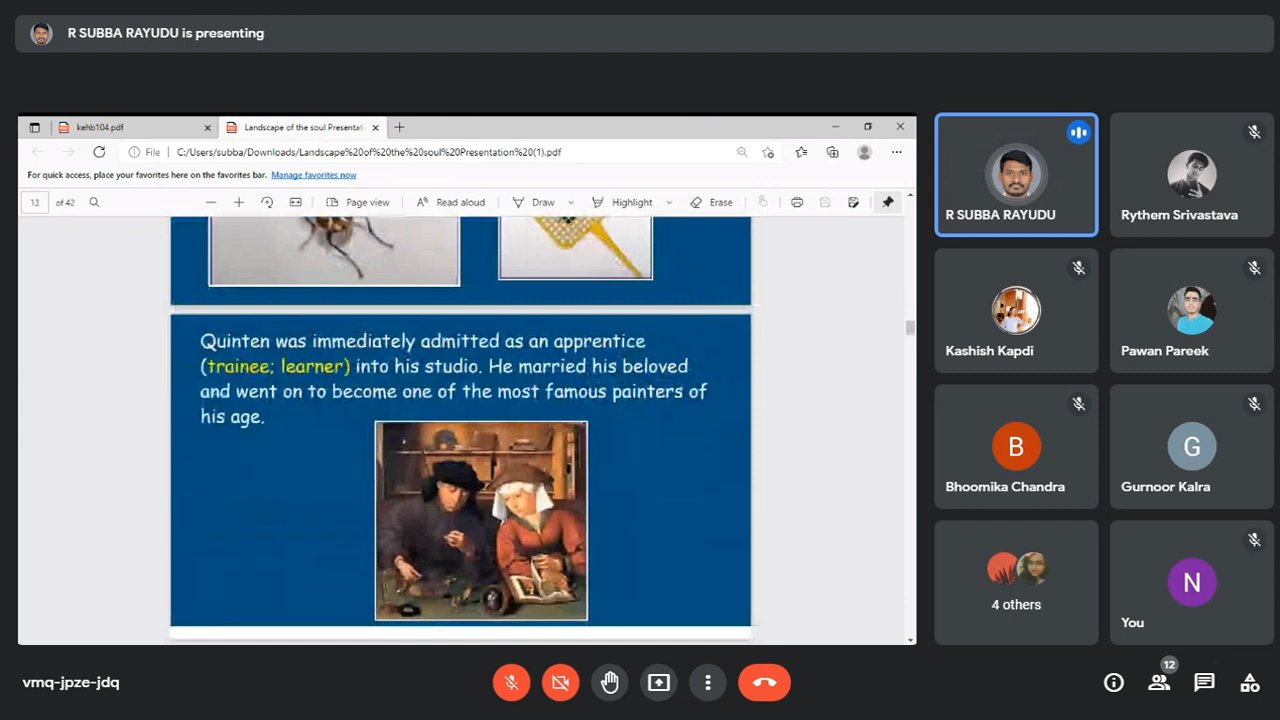 R SUBBA RAYUDU is presenting
kehb104.pdf
Landscape of the soul Presentati
File
C:/Users/subba/Downloads/Landscape%20of%20the%20soul%20Presentation%20(1).pdf
For quick access, place your favorites here on the favorites bar. Manage favorites now
13 of 42
Page view
Read aloud
Draw
Highlight
Erase
Quinten was immediately admitted as an apprentice
(trainee; learner) into his studio. He married his beloved
and went on to become one of the most famous painters of
his age.
R SUBBA RAYUDU
Rythem Srivastava
Kashish Kapdi
Pawan Pareek
B
Bhoomika Chandra
G
Gurnoor Kalra
4 others
N
You
vmq-jpze-jdq
12